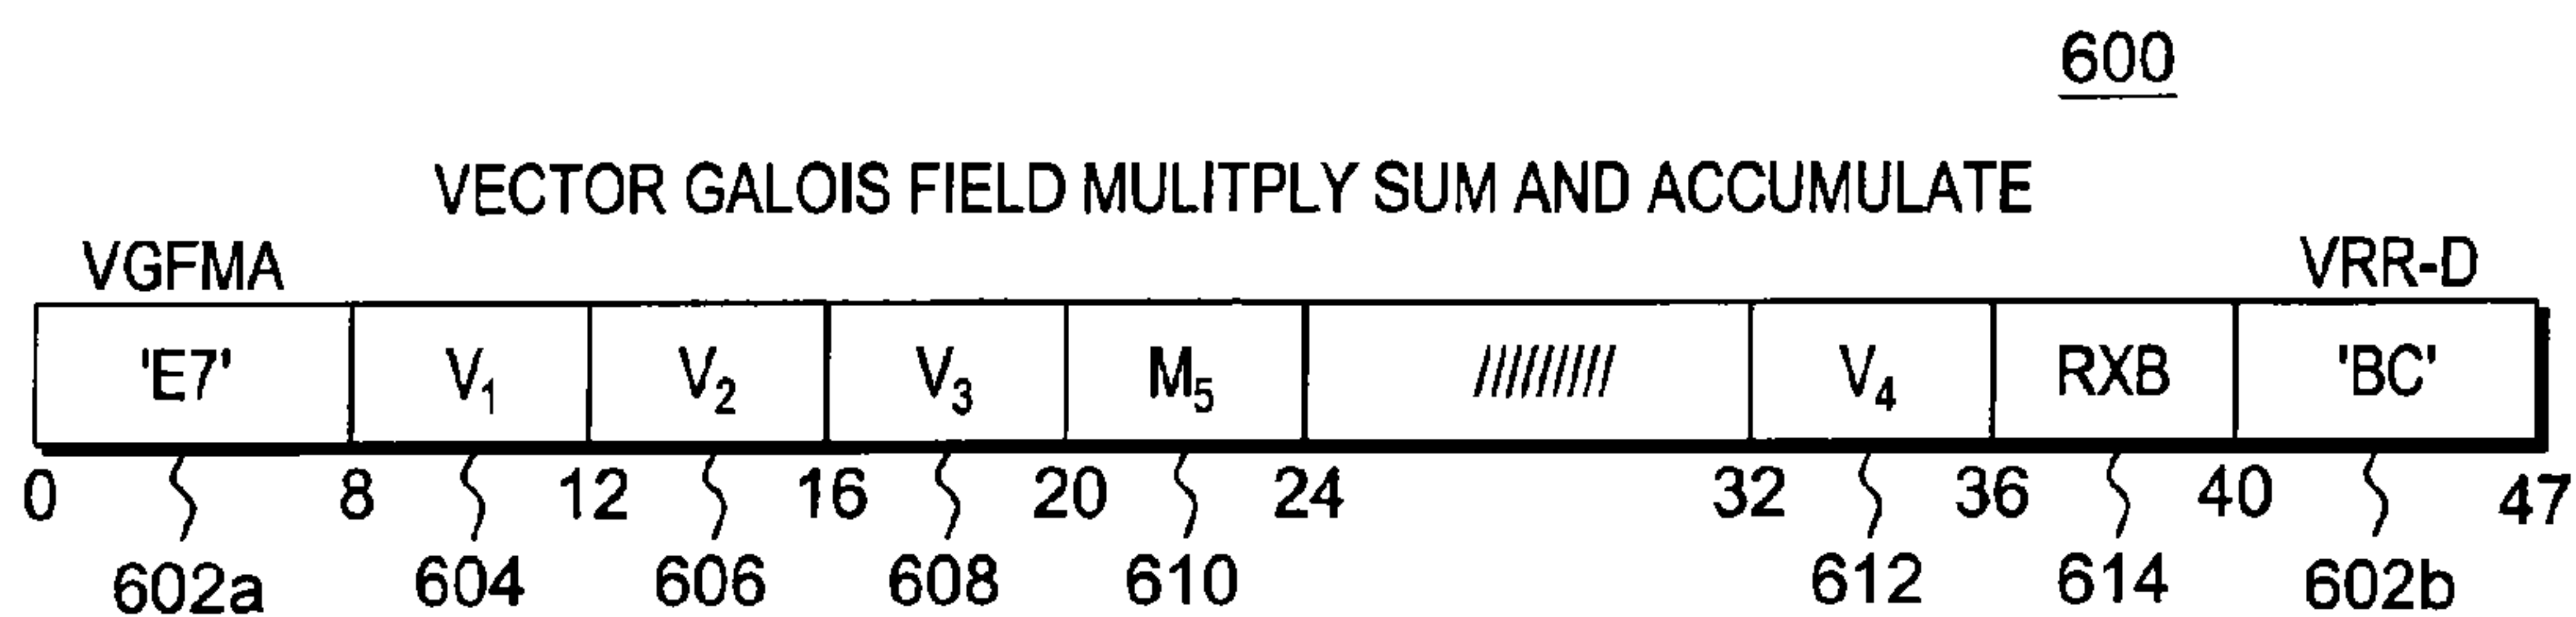 600
VECTOR GALOIS FIELD MULITPLY SUM AND ACCUMULATE
VGFMA VRR-D
'E7' V₁ V₂ V₃ M₅ ///////// V₄ RXB 'BC'
0 8 12 16 20 24 32 36 40 47
602a 604 606 608 610 612 614 602b